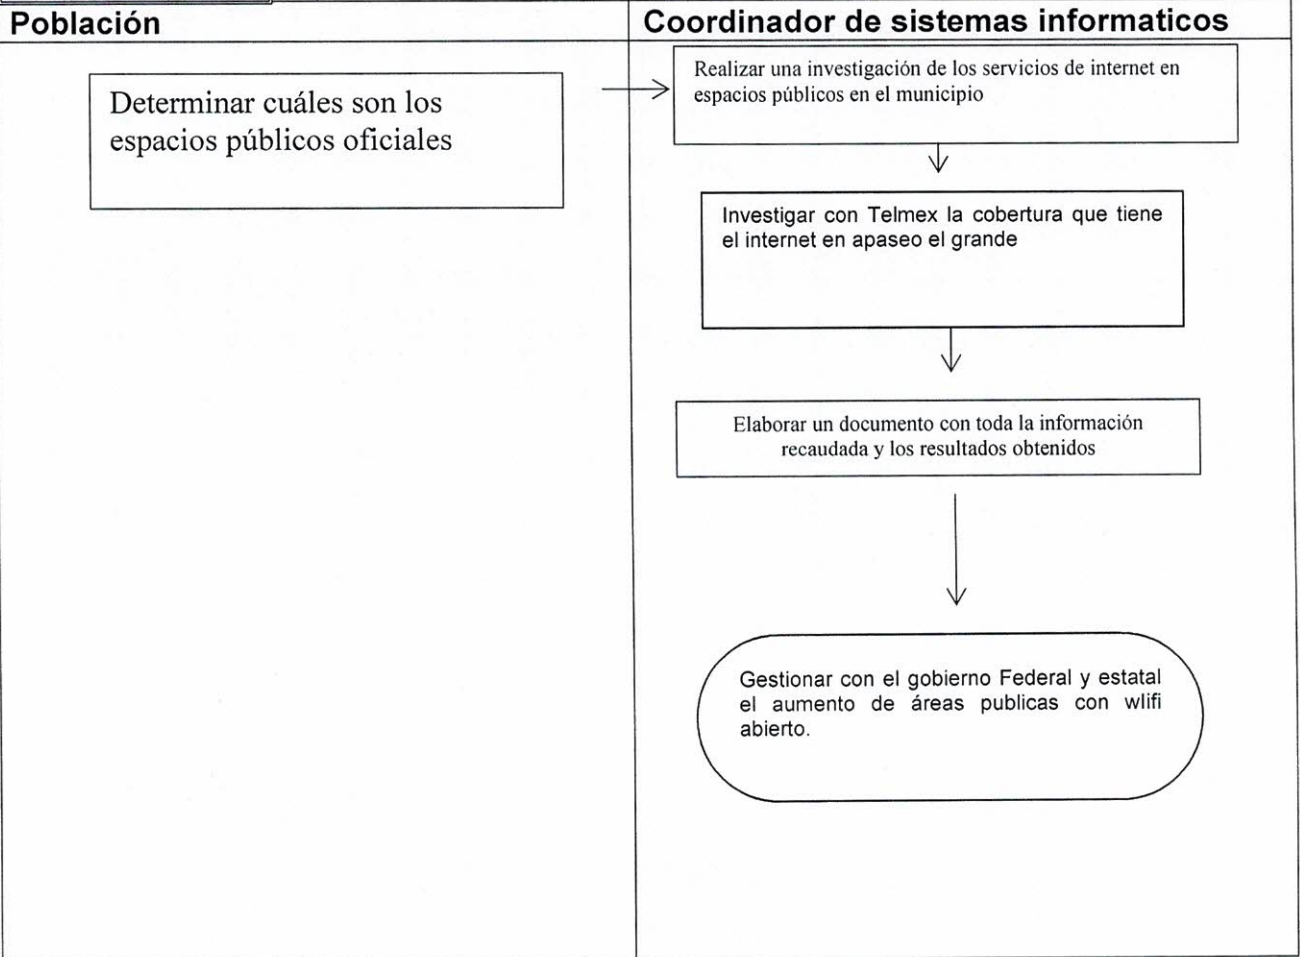 Población
Coordinador de sistemas informaticos
Determinar cuáles son los
espacios públicos oficiales
Realizar una investigación de los servicios de internet en
espacios públicos en el municipio
Investigar con Telmex la cobertura que tiene
el internet en apaseo el grande
Elaborar un documento con toda la información
recaudada y los resultados obtenidos
Gestionar con el gobierno Federal y estatal
el aumento de áreas publicas con wlifi
abierto.